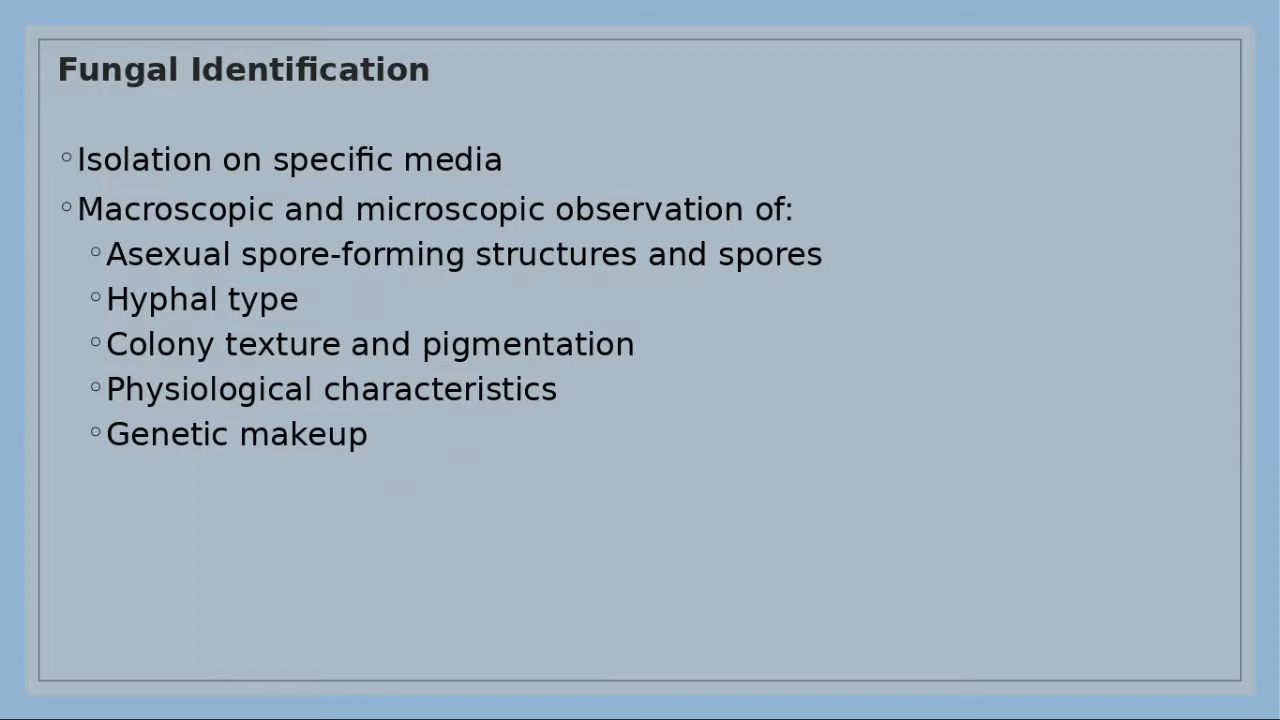 Fungal Identification
◦Isolation on specific media
◦Macroscopic and microscopic observation of:
◦Asexual spore-forming structures and spores
◦Hyphal type
◦Colony texture and pigmentation
◦Physiological characteristics
◦Genetic makeup